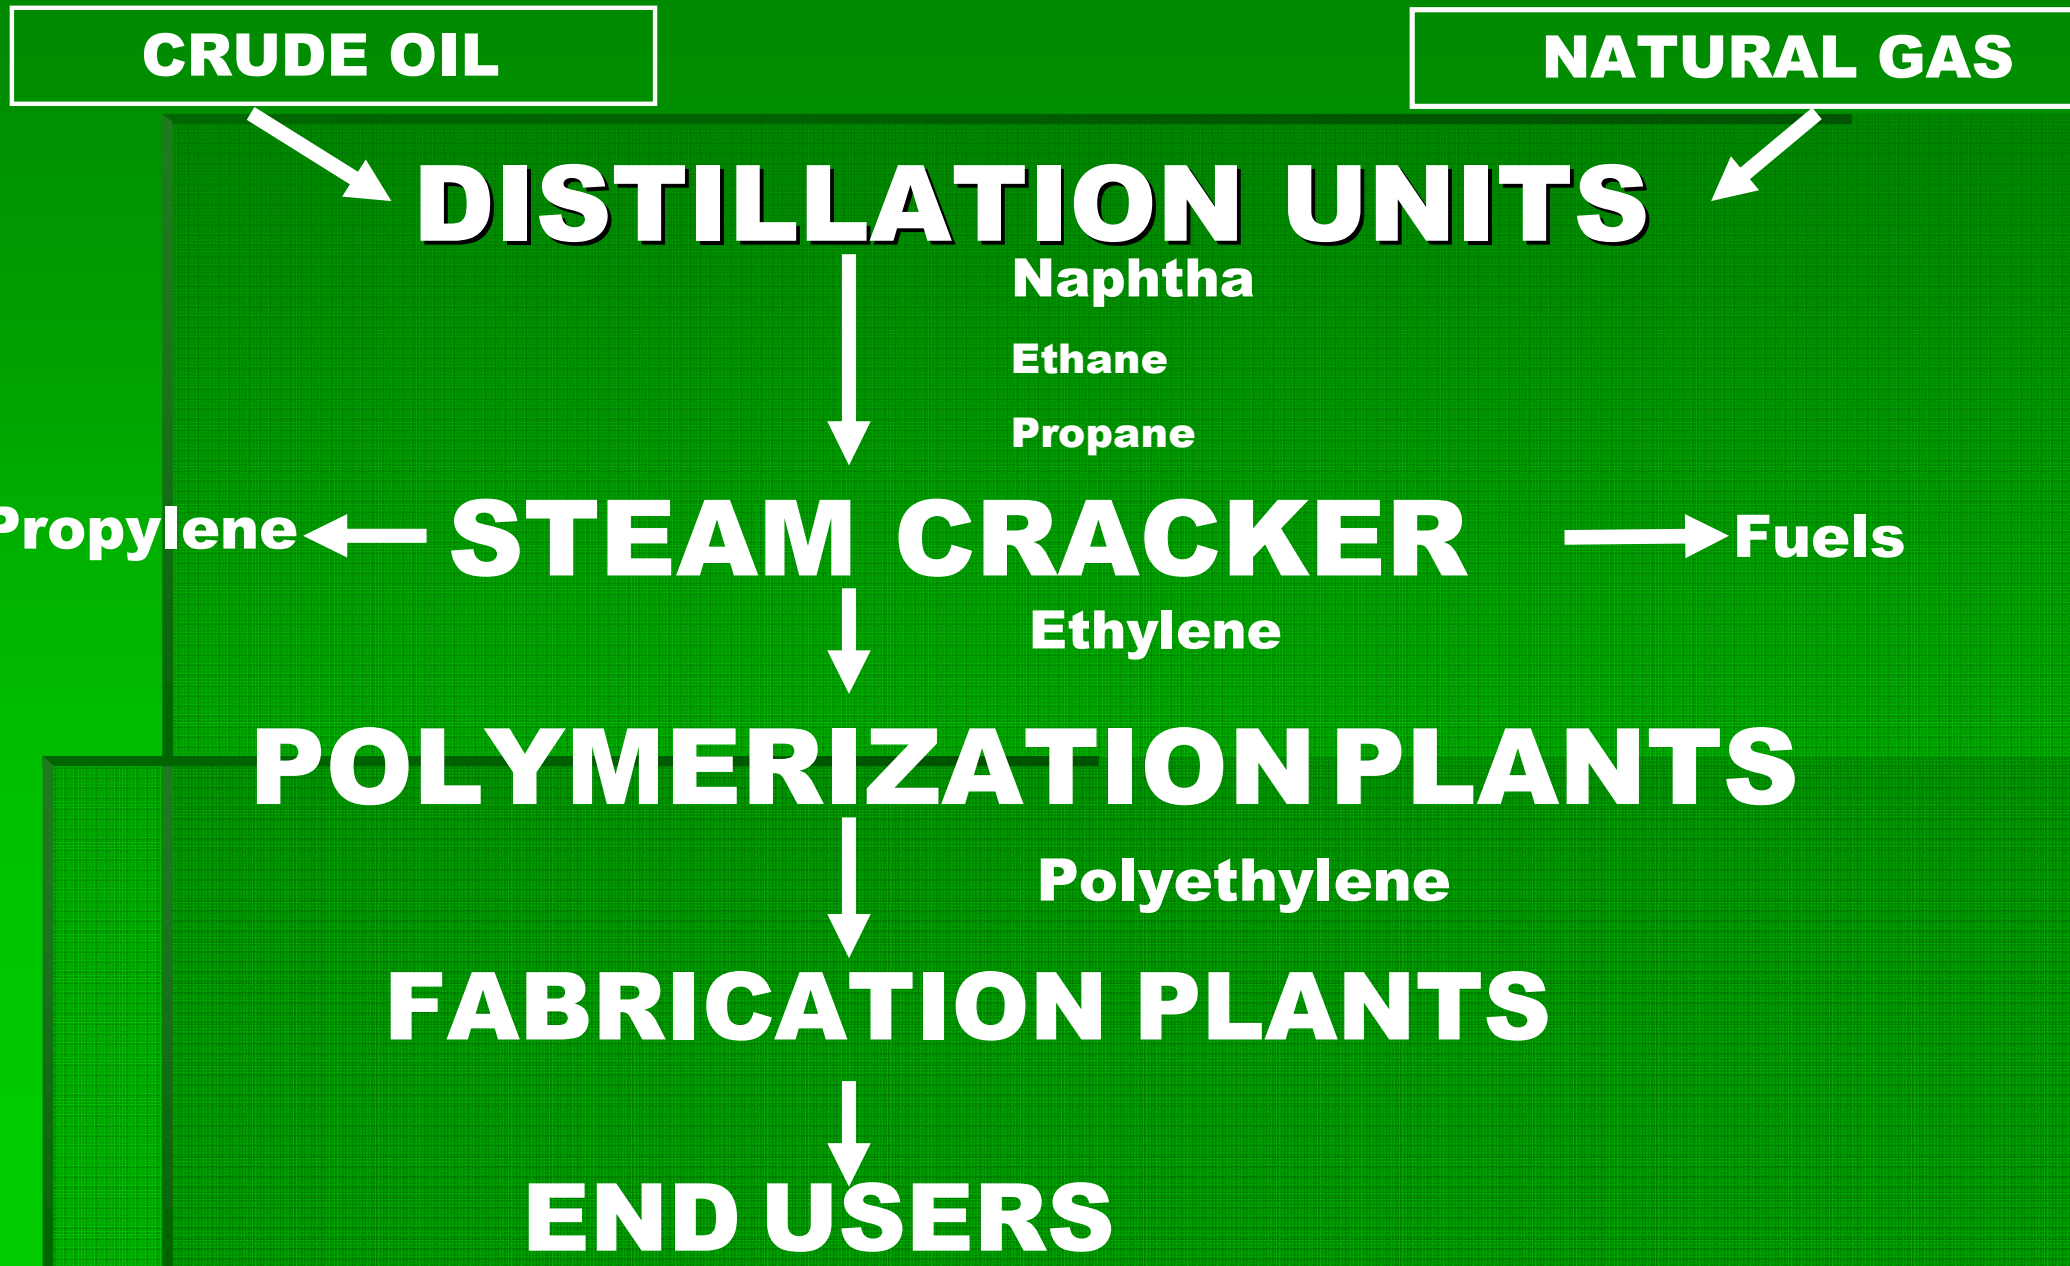 CRUDE OIL
NATURAL GAS
DISTILLATION UNITS
Naphtha
Ethane
Propane
Propylene
STEAM CRACKER
Fuels
Ethylene
POLYMERIZATION PLANTS
Polyethylene
FABRICATION PLANTS
END USERS